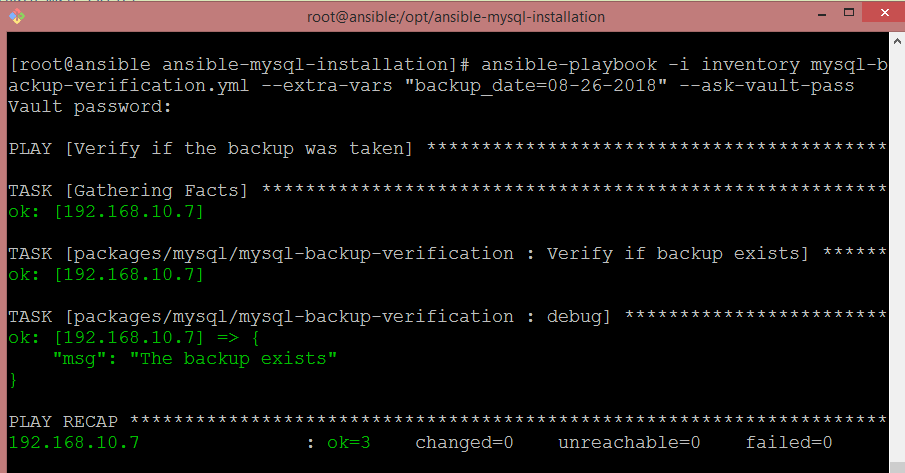 root@ansible:/opt/ansible-mysql-installation
[root@ansible ansible-mysql-installation]# ansible-playbook -i inventory mysql-b
ackup-verification.yml --extra-vars "backup_date=08-26-2018" --ask-vault-pass
Vault password:
PLAY [Verify if the backup was taken] ******************************************
TASK [Gathering Facts] *********************************************************
ok: [192.168.10.7]
TASK [packages/mysql/mysql-backup-verification : Verify if backup exists] ******
ok: [192.168.10.7]
TASK [packages/mysql/mysql-backup-verification : debug] ************************
ok: [192.168.10.7] => {
    "msg": "The backup exists"
}
PLAY RECAP *********************************************************************
192.168.10.7               : ok=3    changed=0    unreachable=0    failed=0